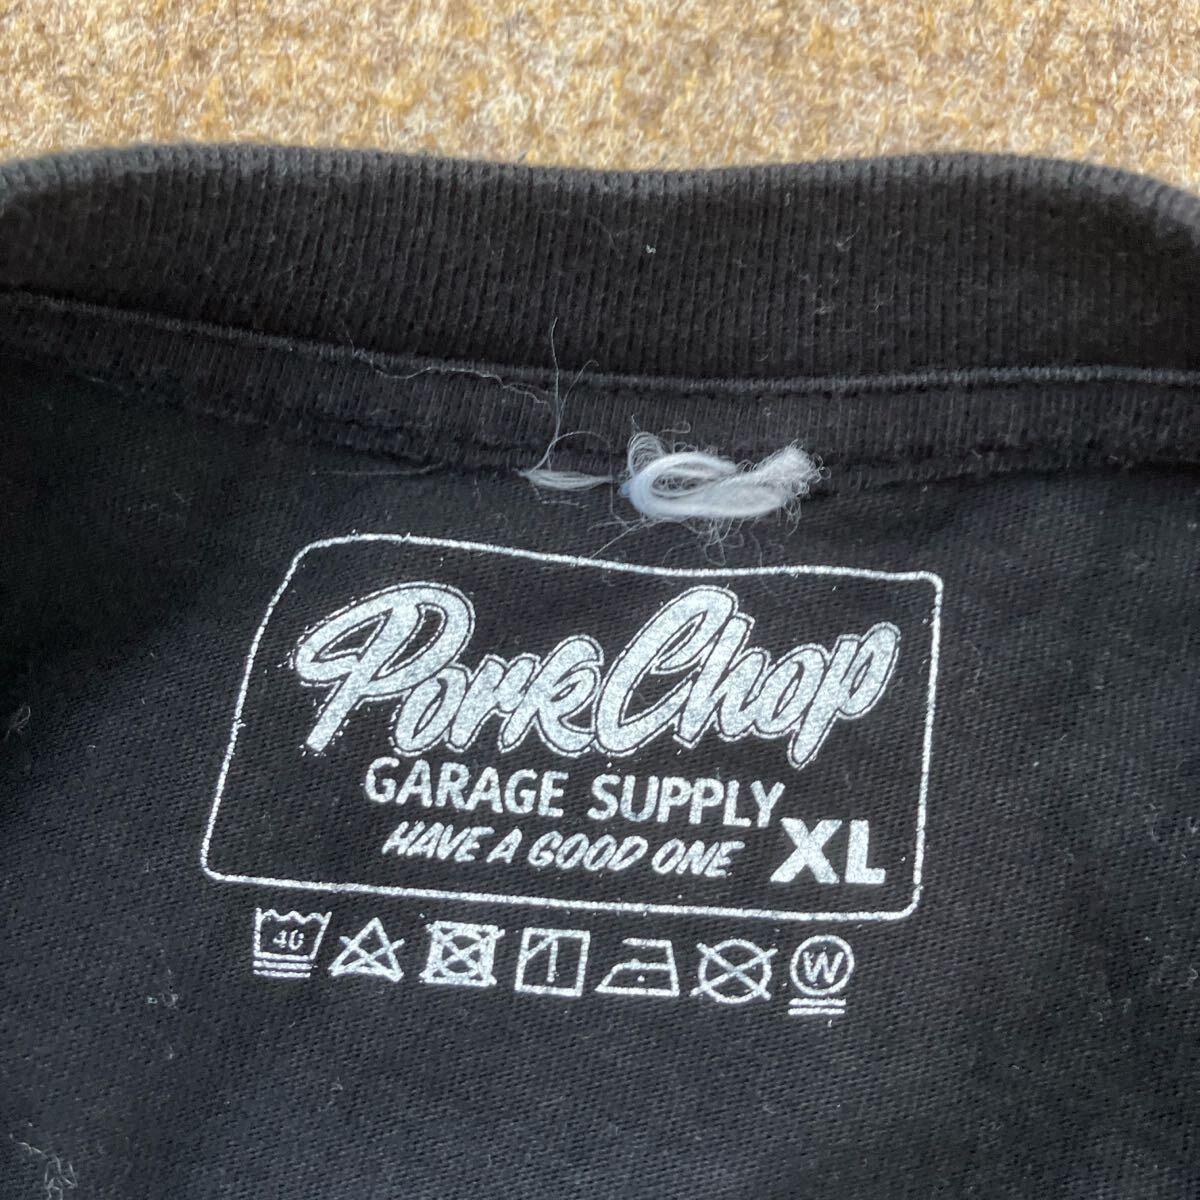 PorkChop
GARAGE SUPPLY
HAVE A GOOD ONE XL
40 W